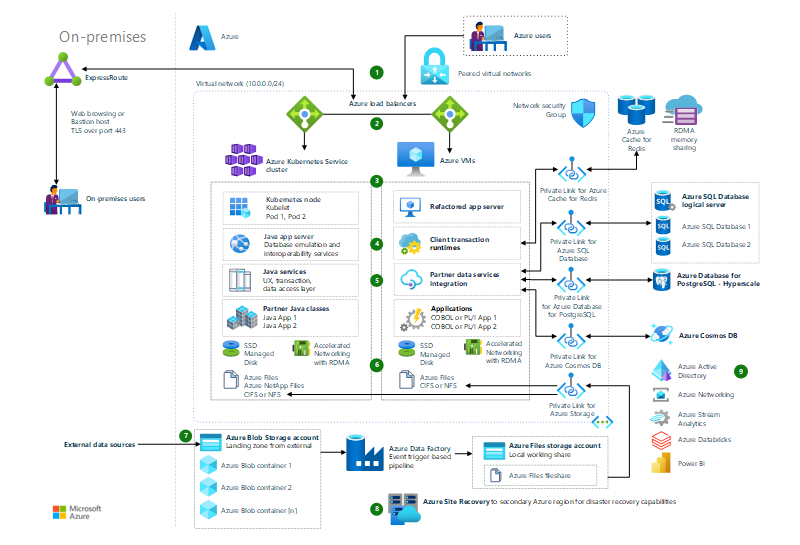 On-premises
Azure
Azure users
ExpressRoute
1
Peered virtual networks
Virtual network (10.0.0.0/24)
Azure load balancers
Network security
Group
Web browsing or
Bastion host
TLS over port 443
2
Azure
Cache for
Redis
RDMA
memory
sharing
Azure Kubernetes Service
cluster
Azure VMs
3
Private Link for Azure
Cache for Redis
On-premises users
Kubernetes node
Kubelet
Pod 1, Pod 2
Refactored app server
Azure SQL Database
logical server
SQL
Azure SQL Database 1
SQL
Azure SQL Database 2
SQL
Java app server
Database emulation and
Interoperability services
4
Client transaction
runtimes
Private Link for
Azure SQL
Database
Java services
UX, transaction,
data access layer
5
Partner data services
integration
Private Link
for Azure Database
for PostgreSQL
Azure Database for
PostgreSQL - Hyperscale
Partner Java classes
Java App 1
Java App 2
Applications
COBOL or PL/I App 1
COBOL or PL/I App 2
Azure Cosmos DB
SSD
Managed
Disk
Accelerated
Networking
with RDMA
SSD
Managed
Disk
Accelerated
Networking
with RDMA
Private Link for
Azure Cosmos DB
6
Azure Files
Azure NetApp Files
CIFS or NFS
Azure Files
CIFS or NFS
Private Link for
Azure Storage
Azure Active
Directory
9
Azure Networking
Azure Stream
Analytics
Azure Databricks
Power BI
External data sources
7
Azure Blob Storage account
Landing zone from external
Azure Blob container 1
Azure Blob container 2
Azure Blob container [n]
Azure Data Factory
Event trigger-based
pipeline
Azure Files storage account
Local working share
Azure Files fileshare
8
Azure Site Recovery to secondary Azure region for disaster recovery capabilities
Microsoft
Azure